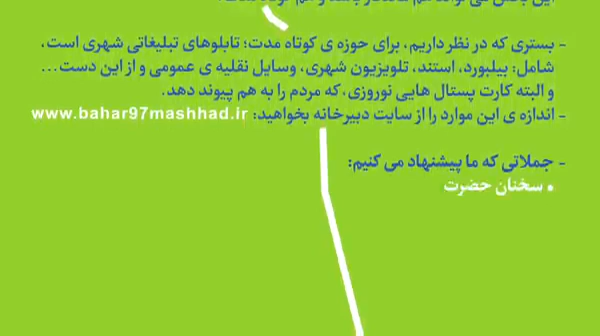 - بستری که در نظر داریم، برای حوزه ی کوتاه مدت؛ تابلوهای تبلیغاتی شهری است،
شامل: بیلبورد، استند، تلویزیون شهری، وسایل نقلیه ی عمومی و از این دست...
و البته کارت پستال هایی نوروزی، که مردم را به هم پیوند دهد.
- اندازه ی این موارد را از سایت دبیرخانه بخواهید: www.bahar97mashhad.ir
- جملاتی که ما پیشنهاد می کنیم:
• سخنان حضرت